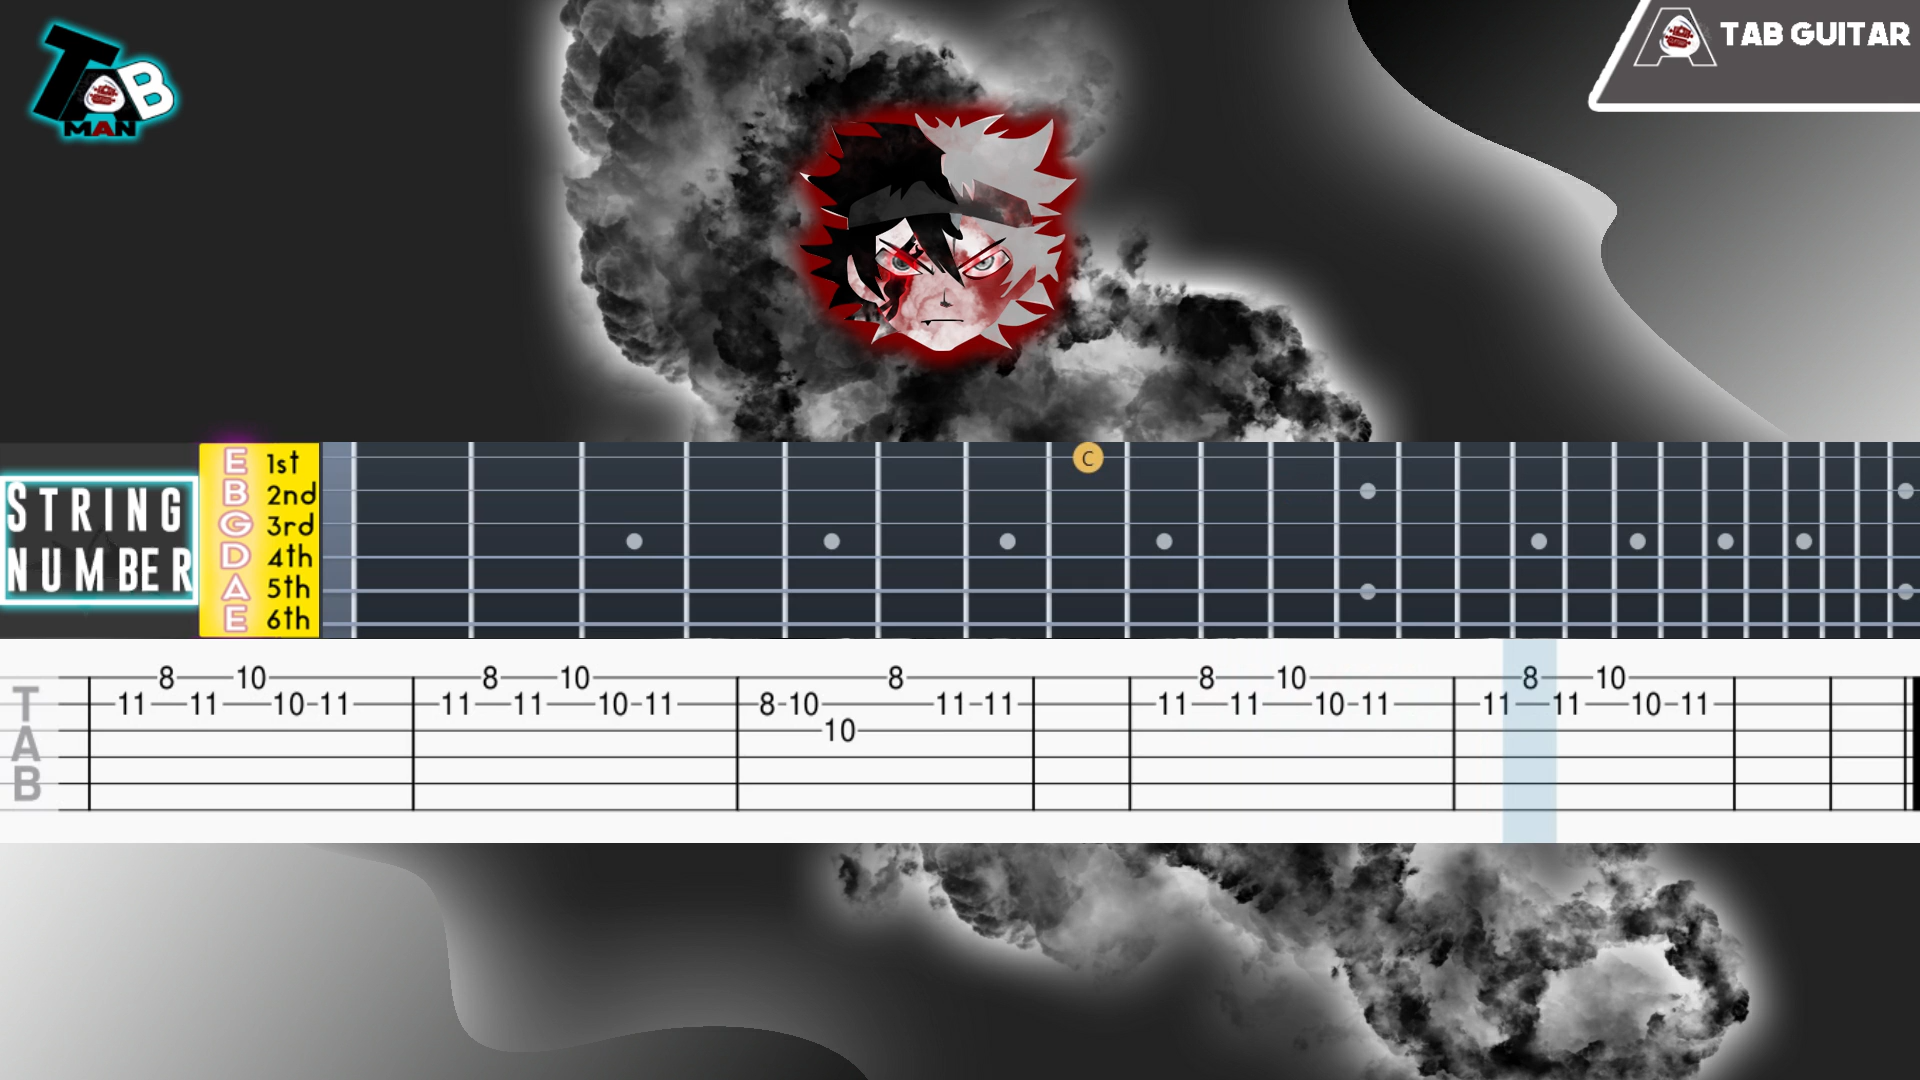 TAB
MAN
TAB GUITAR
C
STRING
NUMBER
E 1st
B 2nd
G 3rd
D 4th
A 5th
E 6th
T
A
B
8 10 8 10 8 8 10 8 10
11 11 10 11 11 11 10 11 8 10 11 11 11 11 10 11 11 11 10 11
10